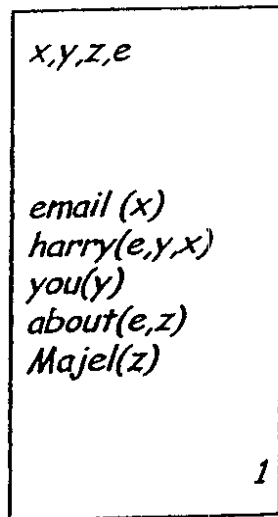 x,y,z,e
email (x)
harry(e,y,x)
you(y)
about(e,z)
Majel(z)
1